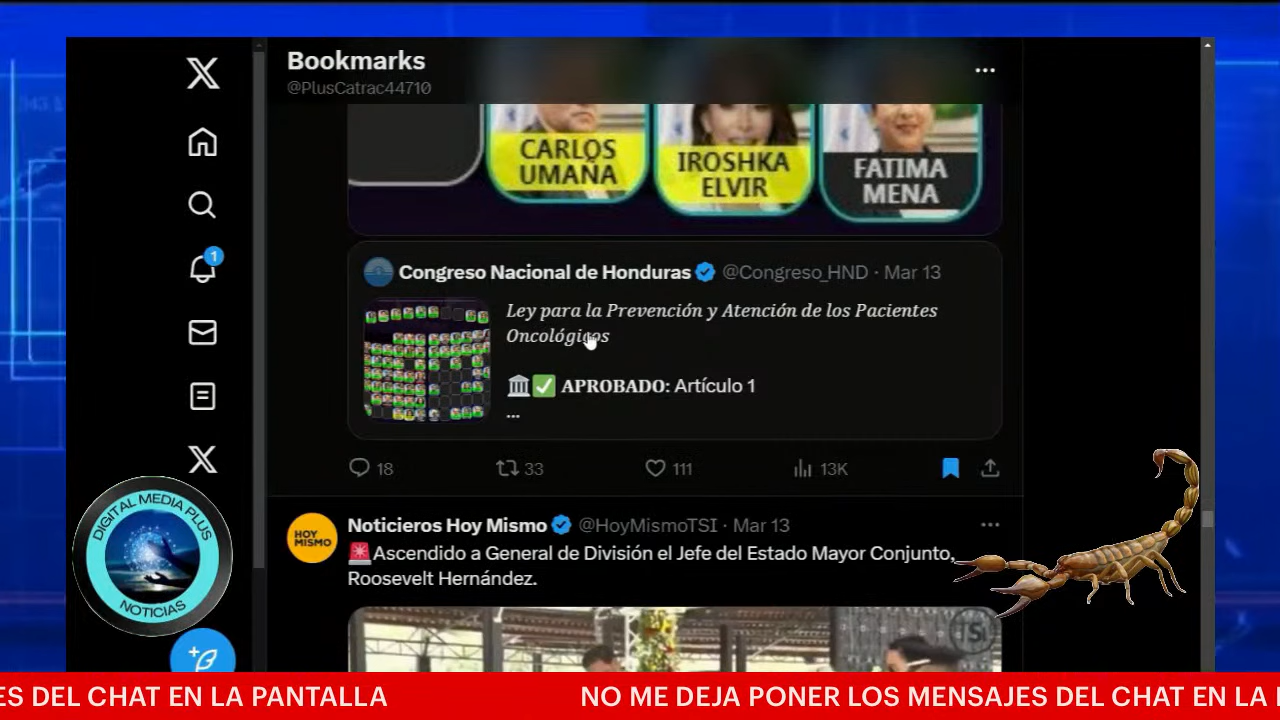 Bookmarks
@PlusCatrac44710
CARLOS
UMAÑA
IROSHKA
ELVIR
FATIMA
MENA
Congreso Nacional de Honduras @Congreso_HND · Mar 13
Ley para la Prevención y Atención de los Pacientes
Oncológicos
APROBADO: Artículo 1
...
18 33 111 13K
1
HOY
MISMO
Noticieros Hoy Mismo @HoyMismoTSI · Mar 13
Ascendido a General de División el Jefe del Estado Mayor Conjunto,
Roosevelt Hernández.
TSi
DIGITAL MEDIA PLUS
NOTICIAS
ES DEL CHAT EN LA PANTALLA NO ME DEJA PONER LOS MENSAJES DEL CHAT EN LA